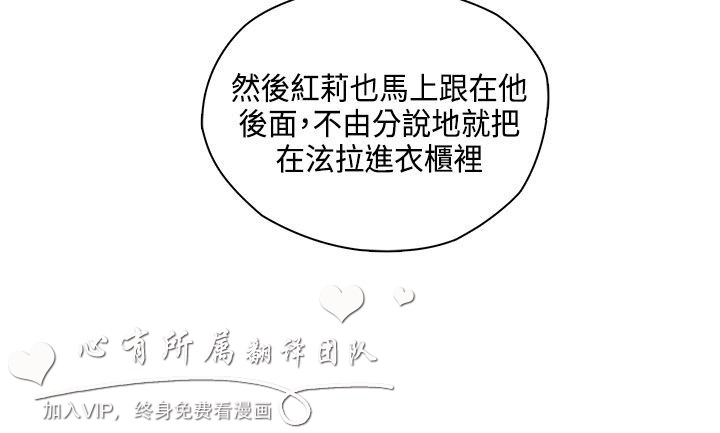 然後紅莉也馬上跟在他
後面，不由分說地就把
在泫拉進衣櫃裡
心有所属翻译团队
加入VIP，终身免费看漫画